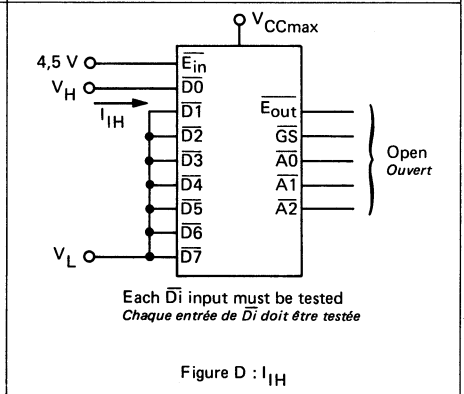 VCCmax
4,5 V
Ein
VH
D0
IIH
D1
D2
D3
D4
D5
D6
VL
D7
Eout
GS
A0
A1
A2
Open
Ouvert
Each Di input must be tested
Chaque entrée de Di doit être testée
Figure D : IIH